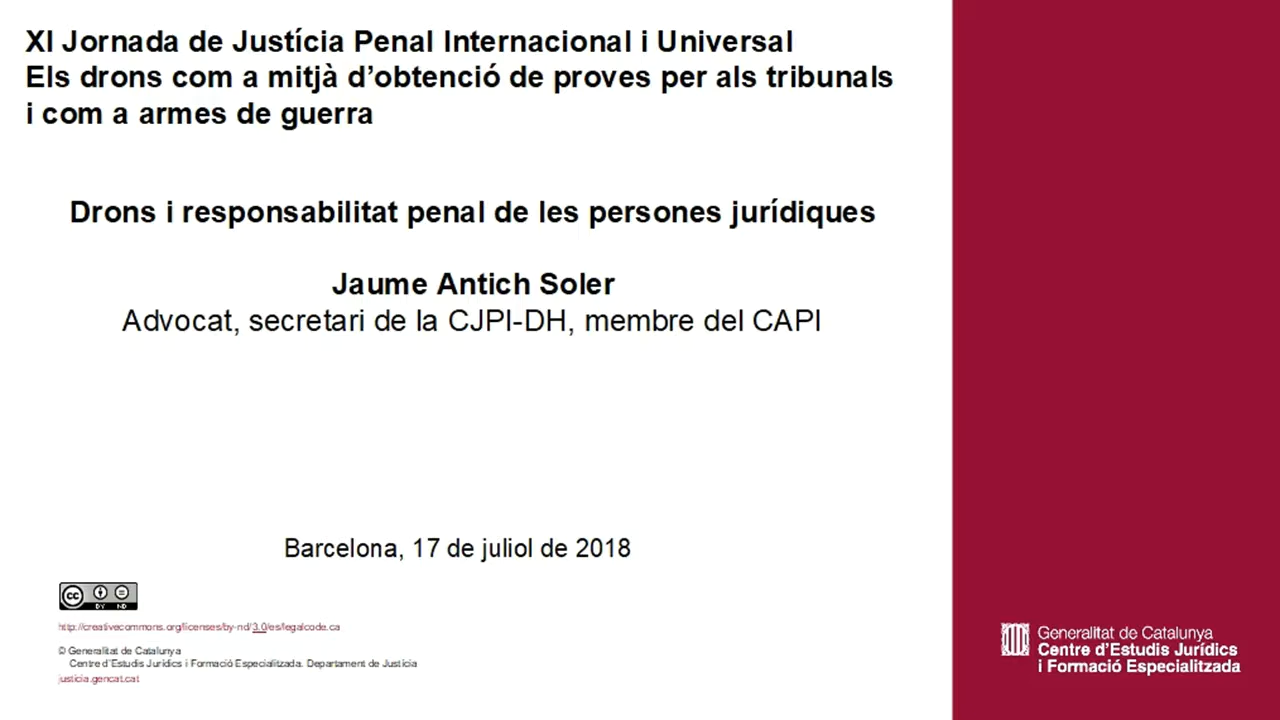 XI Jornada de Justícia Penal Internacional i Universal
Els drons com a mitjà d'obtenció de proves per als tribunals
i com a armes de guerra
Drons i responsabilitat penal de les persones jurídiques
Jaume Antich Soler
Advocat, secretari de la CJPI-DH, membre del CAPI
Barcelona, 17 de juliol de 2018
cc BY ND
http://creativecommons.org/licenses/by-nd/3.0/es/legalcode.ca
© Generalitat de Catalunya
Centre d'Estudis Jurídics i Formació Especialitzada. Departament de Justícia
justicia.gencat.cat
Generalitat de Catalunya
Centre d'Estudis Jurídics
i Formació Especialitzada